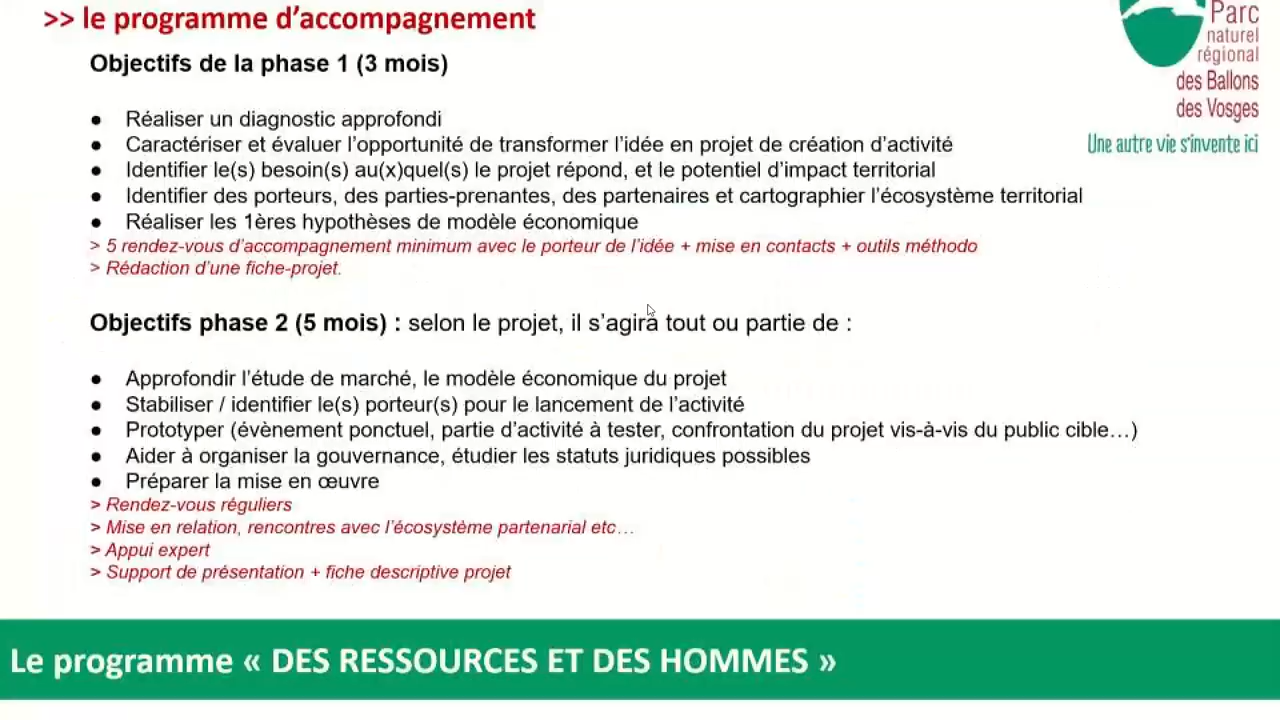 >> le programme d’accompagnement
Parc
naturel
régional
des Ballons
des Vosges
Une autre vie s'invente ici
Objectifs de la phase 1 (3 mois)
● Réaliser un diagnostic approfondi
● Caractériser et évaluer l’opportunité de transformer l’idée en projet de création d’activité
● Identifier le(s) besoin(s) au(x)quel(s) le projet répond, et le potentiel d’impact territorial
● Identifier des porteurs, des parties-prenantes, des partenaires et cartographier l’écosystème territorial
● Réaliser les 1ères hypothèses de modèle économique
> 5 rendez-vous d’accompagnement minimum avec le porteur de l’idée + mise en contacts + outils méthodo
> Rédaction d’une fiche-projet.
Objectifs phase 2 (5 mois) : selon le projet, il s’agira tout ou partie de :
● Approfondir l’étude de marché, le modèle économique du projet
● Stabiliser / identifier le(s) porteur(s) pour le lancement de l’activité
● Prototyper (évènement ponctuel, partie d’activité à tester, confrontation du projet vis-à-vis du public cible…)
● Aider à organiser la gouvernance, étudier les statuts juridiques possibles
● Préparer la mise en œuvre
> Rendez-vous réguliers
> Mise en relation, rencontres avec l’écosystème partenarial etc…
> Appui expert
> Support de présentation + fiche descriptive projet
Le programme « DES RESSOURCES ET DES HOMMES »